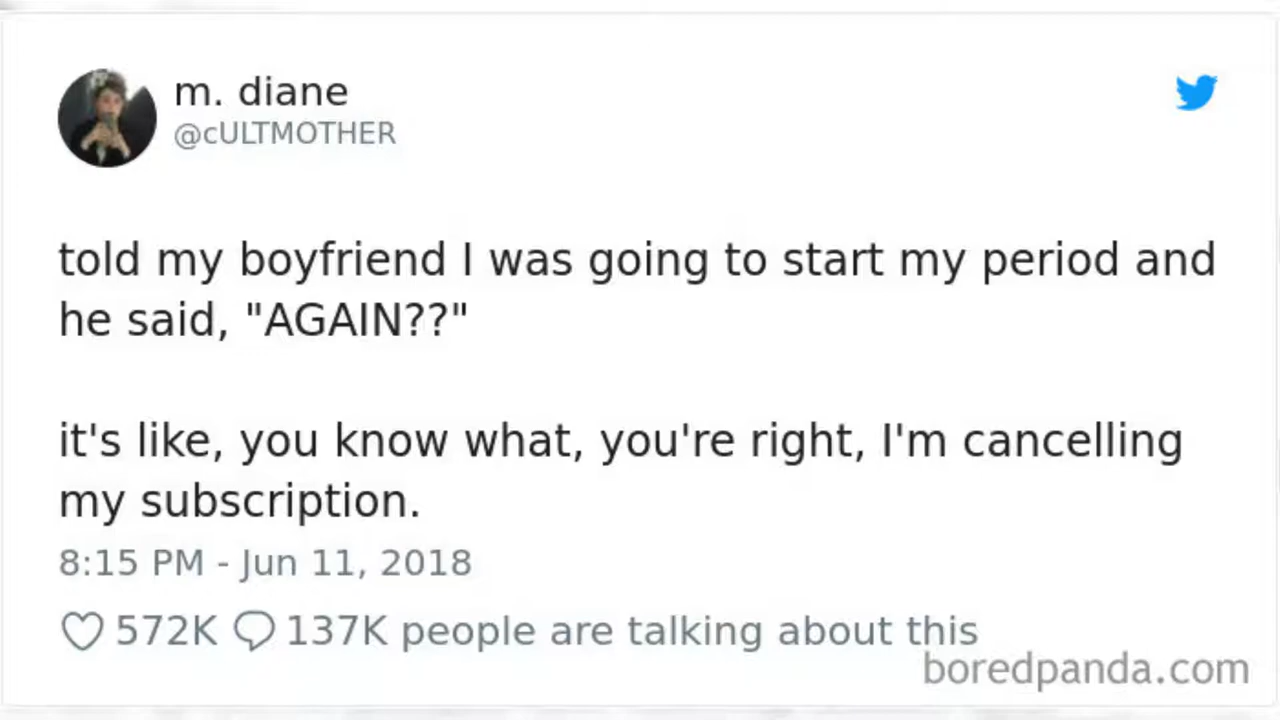 m. diane
@cULTMOTHER
told my boyfriend I was going to start my period and
he said, "AGAIN??"
it's like, you know what, you're right, I'm cancelling
my subscription.
8:15 PM - Jun 11, 2018
572K 137K people are talking about this
boredpanda.com